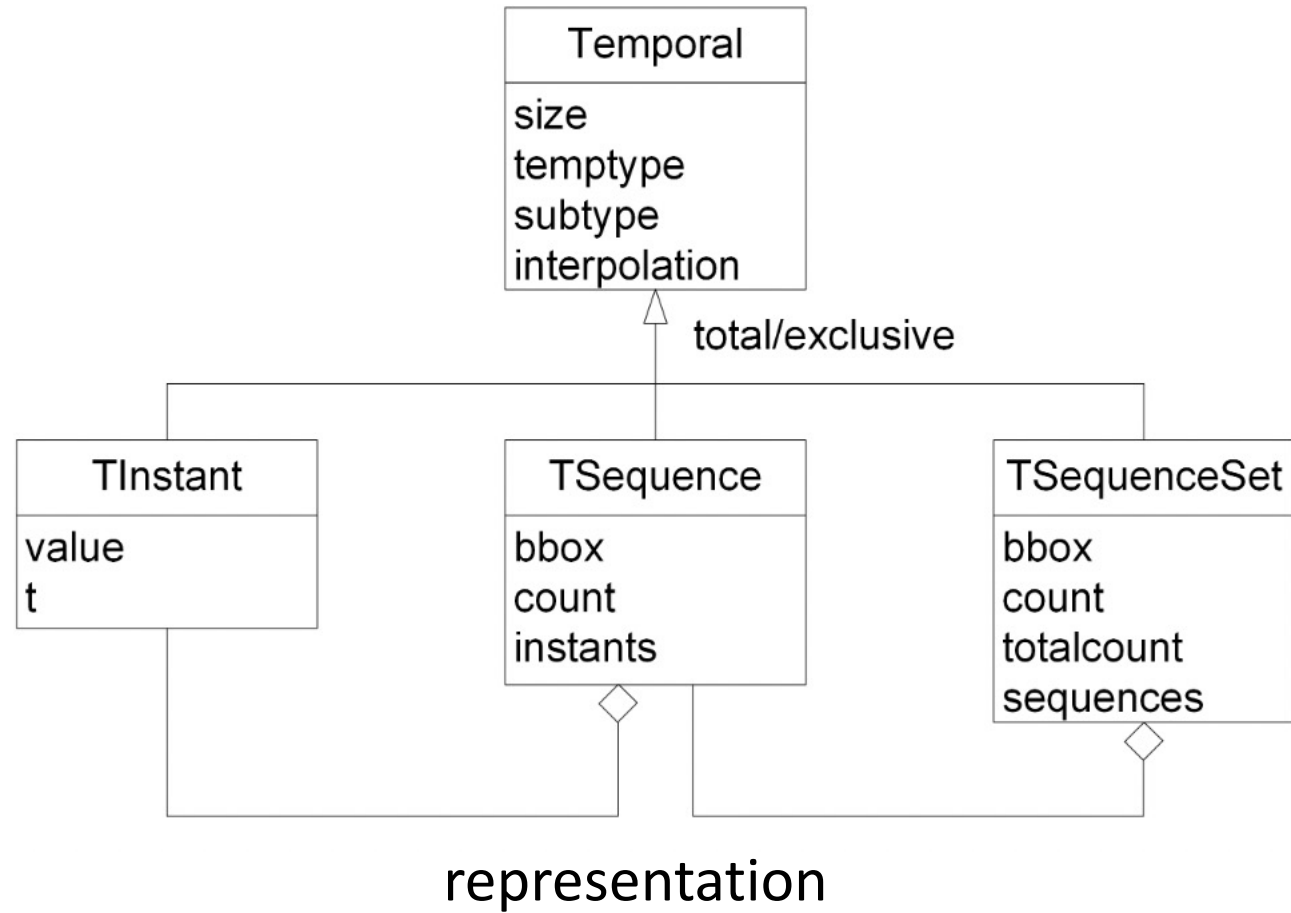 Temporal
size
temptype
subtype
interpolation
total/exclusive
TInstant
value
t
TSequence
bbox
count
instants
TSequenceSet
bbox
count
totalcount
sequences
representation